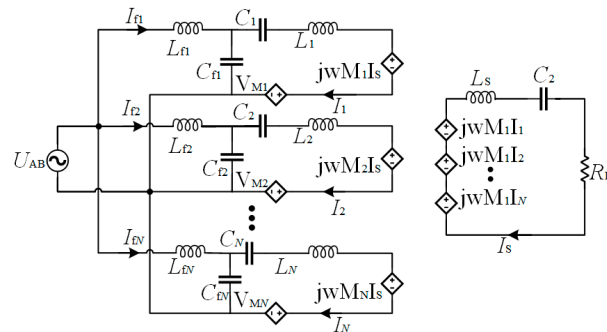 If1 Lf1 C1 L1
Cf1 VM1 I1 jwM1Is
If2 Lf2 C2 L2
Cf2 VM2 I2 jwM2Is
UAB
IfN LfN CN LN
CfN VMN IN jwMNIs
Ls C2
jwM1I1
jwM1I2
jwM1IN
Is